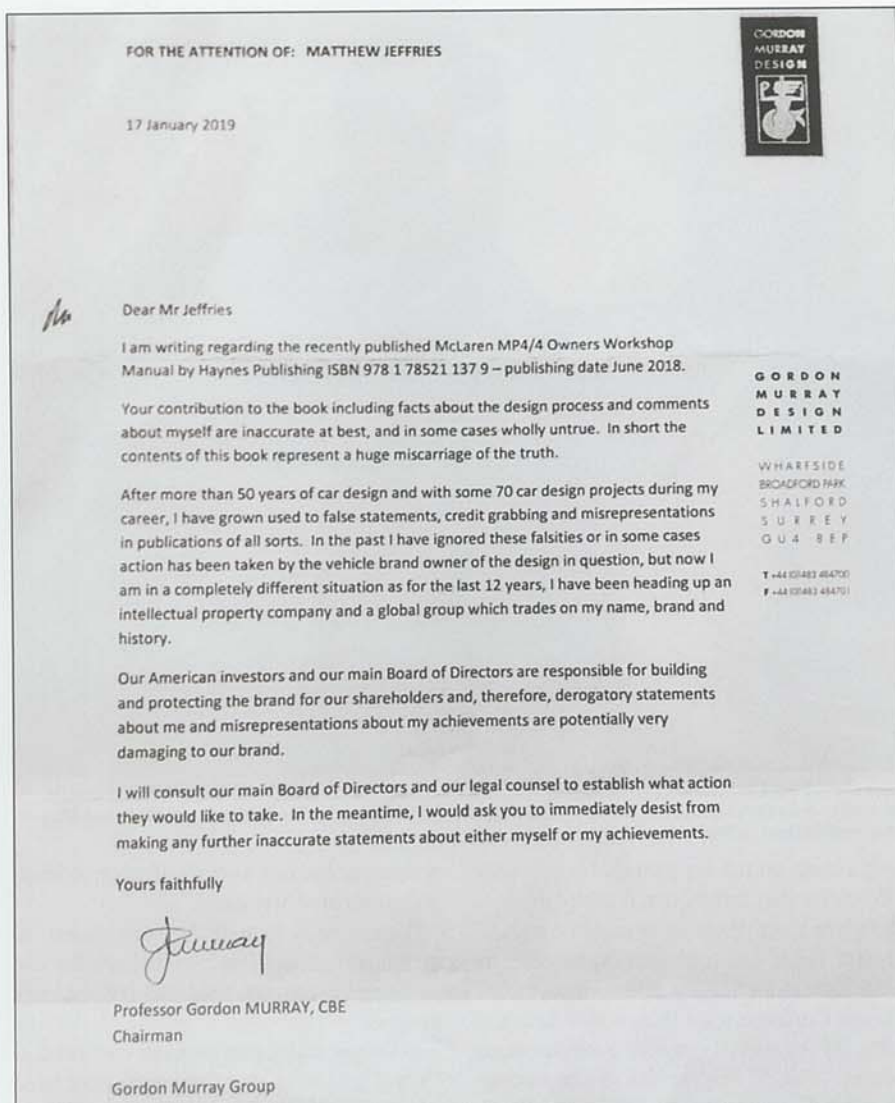 FOR THE ATTENTION OF: MATTHEW JEFFRIES
GORDON
MURRAY
DESIGN
17 January 2019
Dear Mr Jeffries
I am writing regarding the recently published McLaren MP4/4 Owners Workshop
Manual by Haynes Publishing ISBN 978 1 78521 137 9 – publishing date June 2018.
Your contribution to the book including facts about the design process and comments
about myself are inaccurate at best, and in some cases wholly untrue. In short the
contents of this book represent a huge miscarriage of the truth.
After more than 50 years of car design and with some 70 car design projects during my
career, I have grown used to false statements, credit grabbing and misrepresentations
in publications of all sorts. In the past I have ignored these falsities or in some cases
action has been taken by the vehicle brand owner of the design in question, but now I
am in a completely different situation as for the last 12 years, I have been heading up an
intellectual property company and a global group which trades on my name, brand and
history.
Our American investors and our main Board of Directors are responsible for building
and protecting the brand for our shareholders and, therefore, derogatory statements
about me and misrepresentations about my achievements are potentially very
damaging to our brand.
I will consult our main Board of Directors and our legal counsel to establish what action
they would like to take. In the meantime, I would ask you to immediately desist from
making any further inaccurate statements about either myself or my achievements.
Yours faithfully
Professor Gordon MURRAY, CBE
Chairman
Gordon Murray Group
GORDON
MURRAY
DESIGN
LIMITED
WHARFSIDE
BROADFORD PARK
SHALFORD
SURREY
GU4 8EP
T +44 (0)1483 484700
F +44 (0)1483 484701